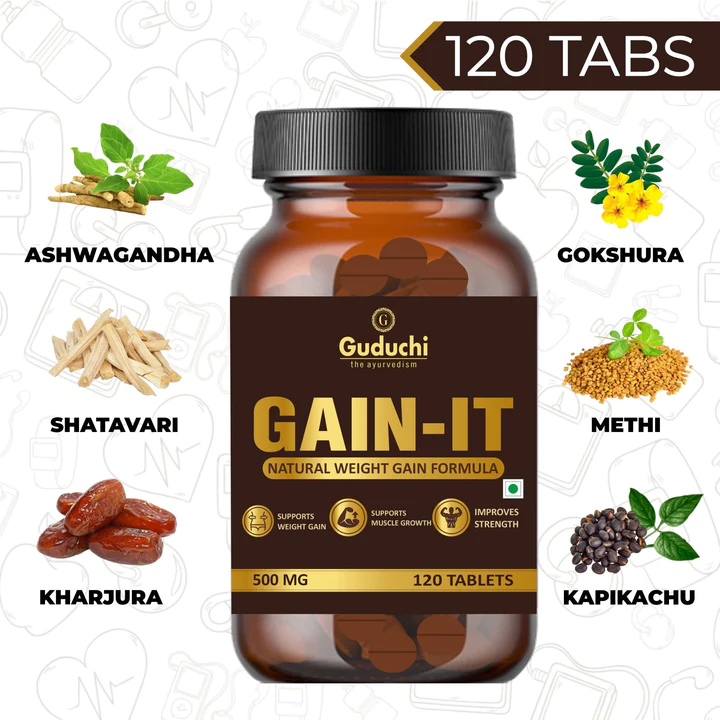 120 TABS
ASHWAGANDHA
GOKSHURA
SHATAVARI
METHI
KHARJURA
KAPIKACHU
G
Guduchi
the ayurvedism
GAIN-IT
NATURAL WEIGHT GAIN FORMULA
SUPPORTS
WEIGHT GAIN
SUPPORTS
MUSCLE GROWTH
IMPROVES
STRENGTH
500 MG
120 TABLETS